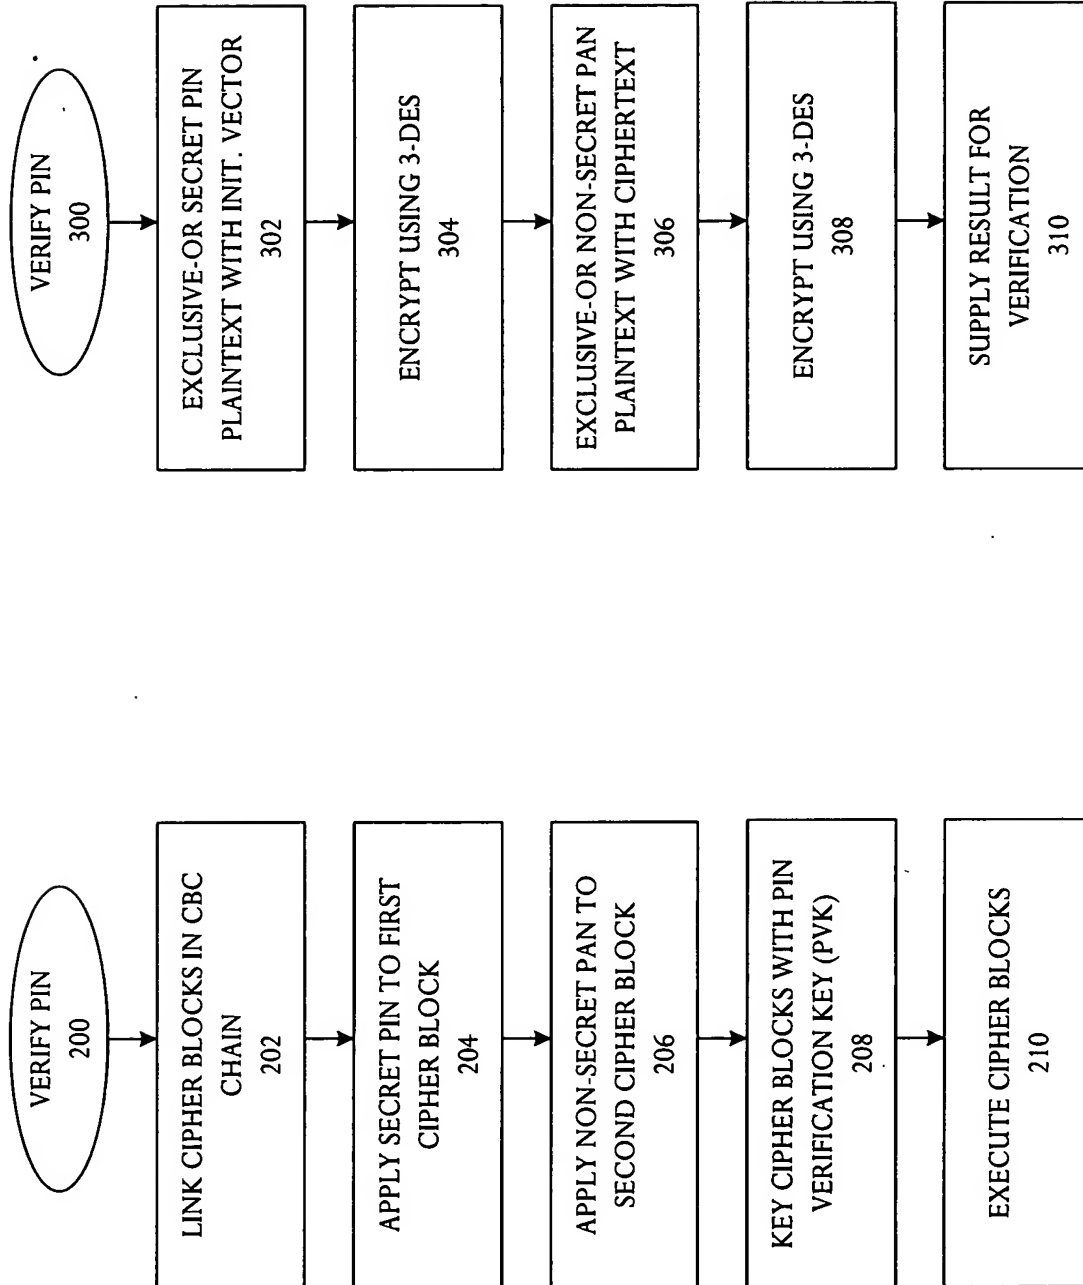 VERIFY PIN
200
LINK CIPHER BLOCKS IN CBC
CHAIN
202
APPLY SECRET PIN TO FIRST
CIPHER BLOCK
204
APPLY NON-SECRET PAN TO
SECOND CIPHER BLOCK
206
KEY CIPHER BLOCKS WITH PIN
VERIFICATION KEY (PVK)
208
EXECUTE CIPHER BLOCKS
210
VERIFY PIN
300
EXCLUSIVE-OR SECRET PIN
PLAINTEXT WITH INIT. VECTOR
302
ENCRYPT USING 3-DES
304
EXCLUSIVE-OR NON-SECRET PAN
PLAINTEXT WITH CIPHERTEXT
306
ENCRYPT USING 3-DES
308
SUPPLY RESULT FOR
VERIFICATION
310